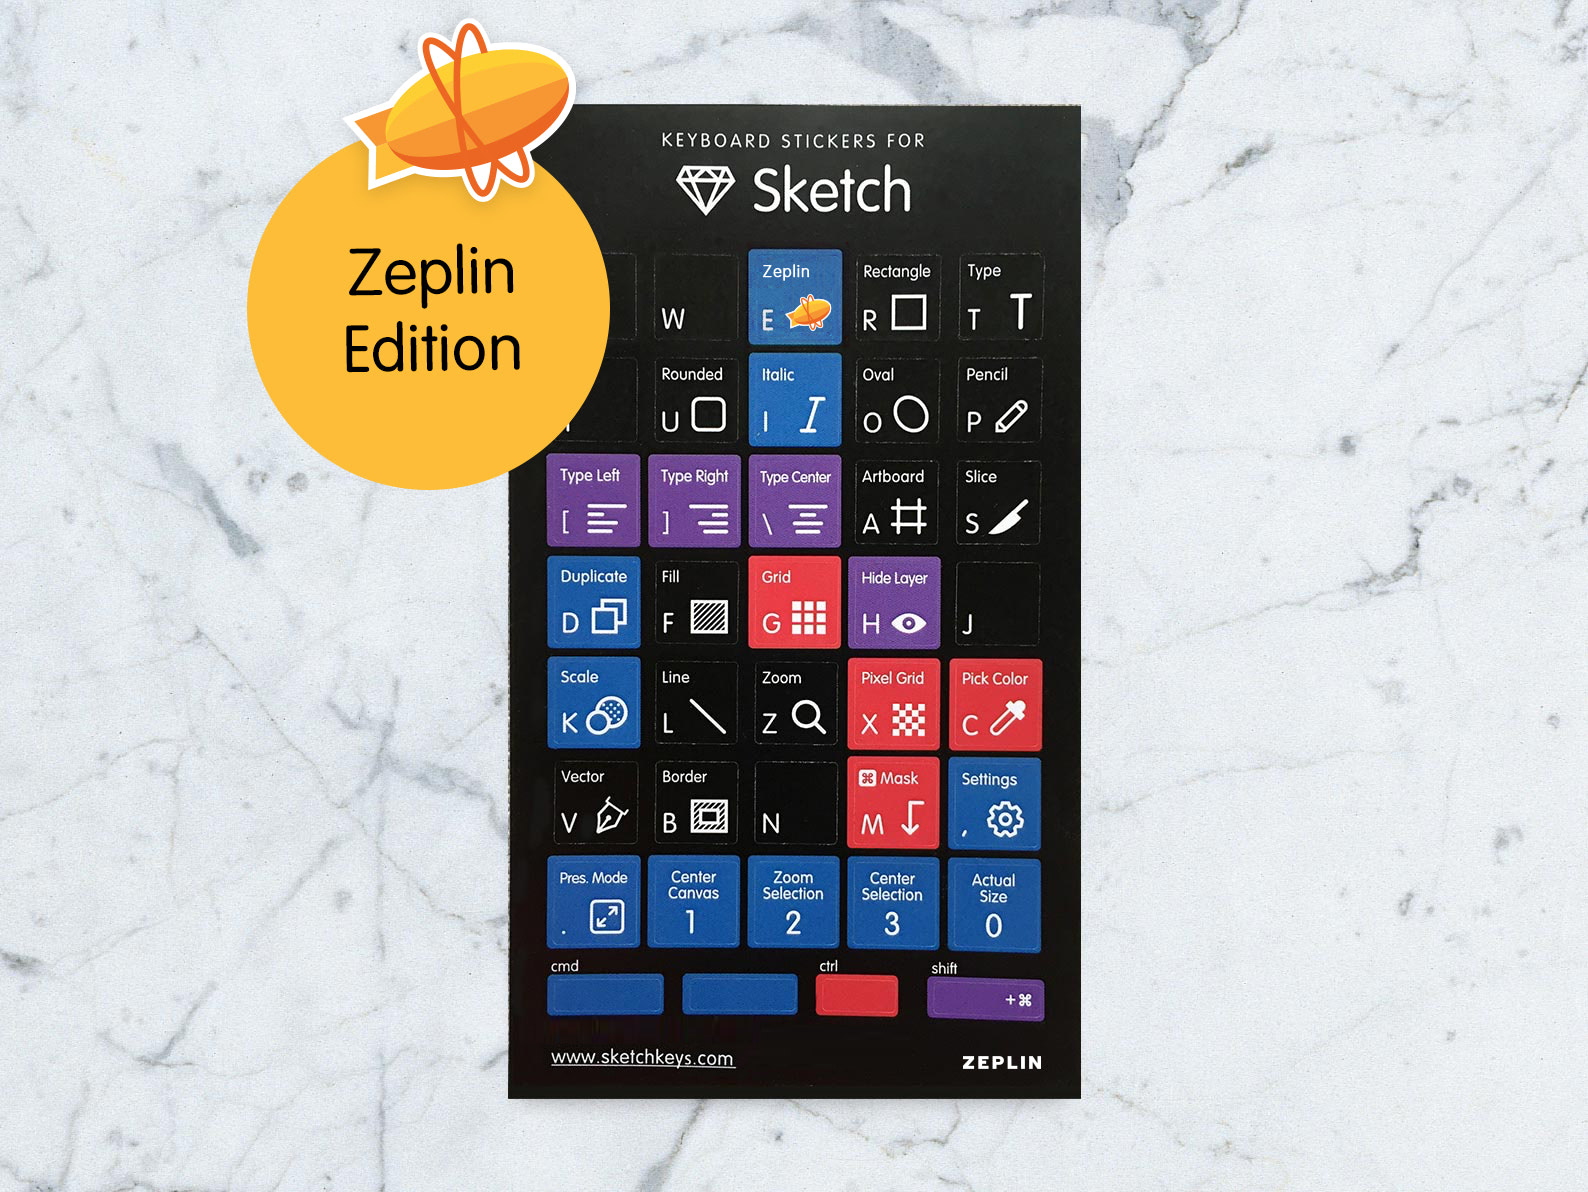 Zeplin
Edition
KEYBOARD STICKERS FOR
Sketch
W
Zeplin
E
Rectangle
R
Type
T T
Rounded
U
Italic
I I
Oval
O
Pencil
P
Type Left
[
Type Right
]
Type Center
\
Artboard
A
Slice
S
Duplicate
D
Fill
F
Grid
G
Hide Layer
H
J
Scale
K
Line
L
Zoom
Z
Pixel Grid
X
Pick Color
C
Vector
V
Border
B
N
⌘ Mask
M
Settings
,
Pres. Mode
.
Center
Canvas
1
Zoom
Selection
2
Center
Selection
3
Actual
Size
0
cmd
ctrl
shift
+⌘
www.sketchkeys.com
ZEPLIN